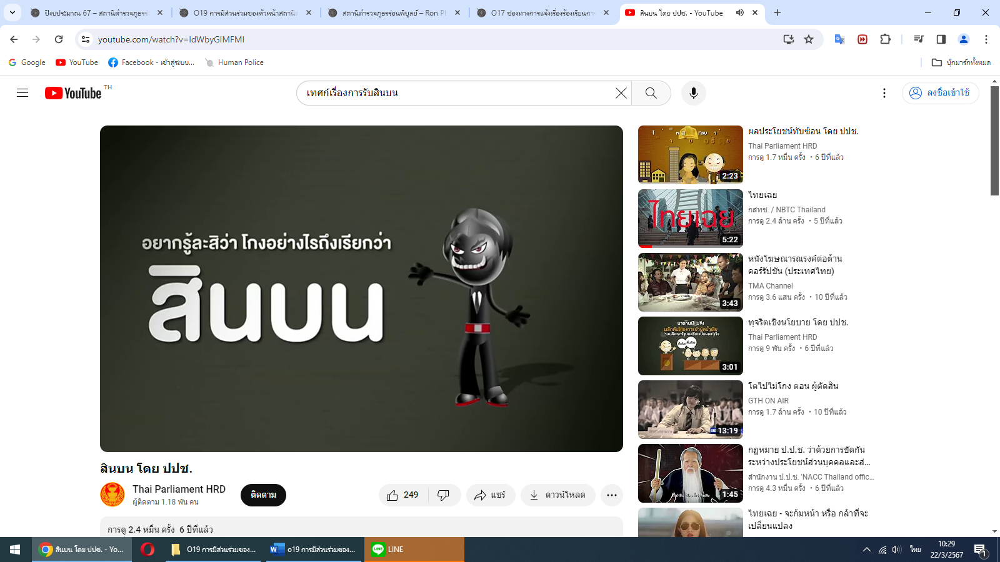 ปีงบประมาณ 67 – สถานีตำรวจภูธรร
O19 การมีส่วนร่วมของหัวหน้าสถานี
สถานีตำรวจภูธรร่อนพิบูลย์ – Ron P
O17 ช่องทางการแจ้งเรื่องร้องเรียนกา
สินบน โดย ปปช. - YouTube
youtube.com/watch?v=IdWbyGIMFMI
Google
YouTube
Facebook - เข้าสู่ระบบ...
Human Police
บุ๊กมาร์กทั้งหมด
YouTube TH
เทศก์เรื่องการรับสินบน
ลงชื่อเข้าใช้
อยากรู้ละสิว่า โกงอย่างไรถึงเรียกว่า
สินบน
สินบน โดย ปปช.
Thai Parliament HRD
ผู้ติดตาม 1.18 พัน คน
ติดตาม
249
แชร์
ดาวน์โหลด
การดู 2.4 หมื่น ครั้ง 6 ปีที่แล้ว
2:23
ผลประโยชน์ทับซ้อน โดย ปปช.
Thai Parliament HRD
การดู 1.7 หมื่น ครั้ง • 6 ปีที่แล้ว
ไทยเฉย
5:22
ไทยเฉย
กสทช. / NBTC Thailand
การดู 2.4 ล้าน ครั้ง • 5 ปีที่แล้ว
3:43
หนังโฆษณารณรงค์ต่อต้าน
คอร์รัปชัน (ประเทศไทย)
TMA Channel
การดู 3.6 แสน ครั้ง • 10 ปีที่แล้ว
3:01
ทุจริตเชิงนโยบาย โดย ปปช.
Thai Parliament HRD
การดู 9 พัน ครั้ง • 6 ปีที่แล้ว
13:19
โตไปไม่โกง ตอน ผู้ตัดสิน
GTH ON AIR
การดู 1.7 ล้าน ครั้ง • 10 ปีที่แล้ว
1:45
กฎหมาย ป.ป.ช. ว่าด้วยการขัดกัน
ระหว่างประโยชน์ส่วนบุคคลและส่...
สำนักงาน ป.ป.ช. 'NACC Thailand offic...
การดู 4.3 หมื่น ครั้ง • 6 ปีที่แล้ว
ไทยเฉย - จะก้มหน้า หรือ กล้าที่จะ
เปลี่ยนแปลง
สินบน โดย ปปช. - Yo...
O19 การมีส่วนร่วมของ...
o19 การมีส่วนร่วมของ...
LINE
ไทย
10:29
22/3/2567
1